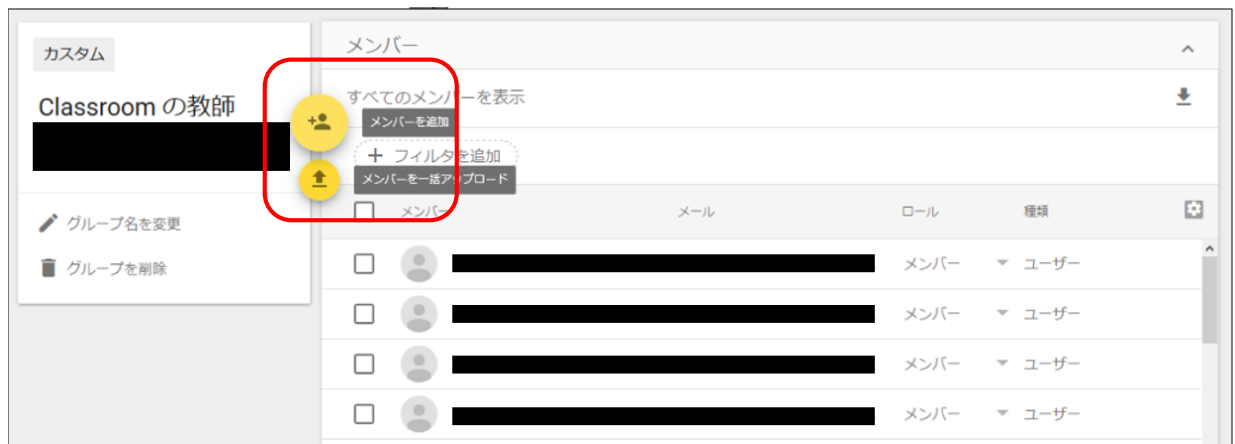 カスタム
Classroom の教師
グループ名を変更
グループを削除
メンバー
すべてのメンバーを表示
メンバーを追加
フィルタを追加
メンバーを一括アップロード
メンバー メール ロール 種類
メンバー ユーザー
メンバー ユーザー
メンバー ユーザー
メンバー ユーザー